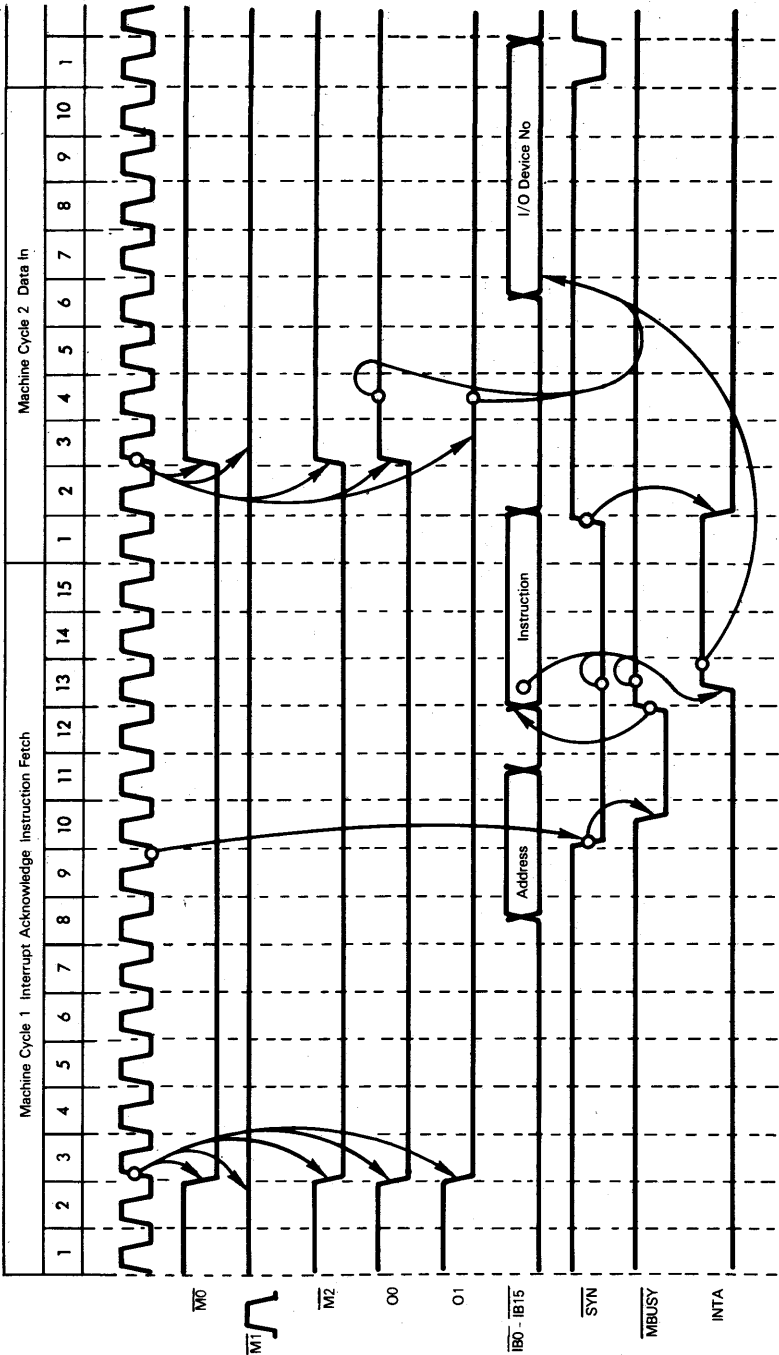 Machine Cycle 1 Interrupt Acknowledge Instruction Fetch
Machine Cycle 2 Data In
1 2 3 4 5 6 7 8 9 10 11 12 13 14 15 1 2 3 4 5 6 7 8 9 10 1
M0
M1
M2
O0
O1
IB0 - IB15
Address
Instruction
I/O Device No
SYN
MBUSY
INTA